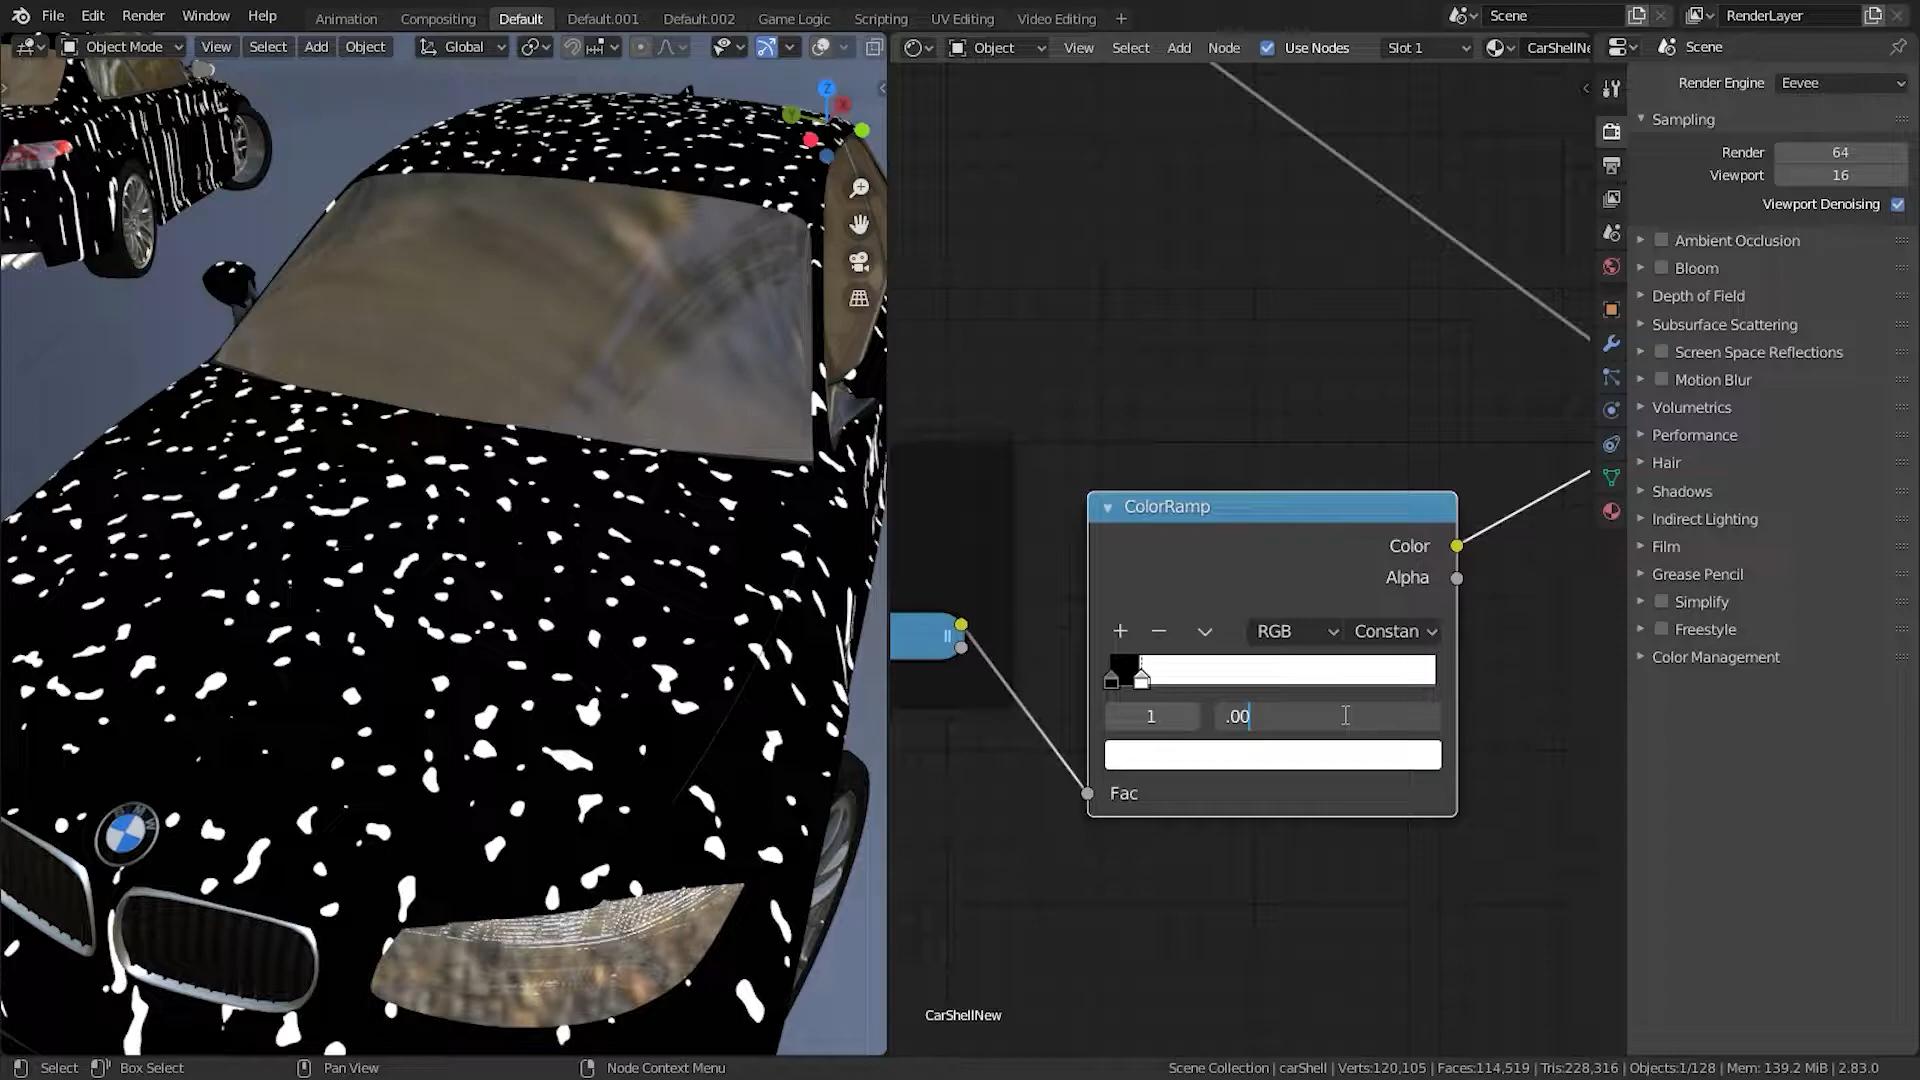 File Edit Render Window Help
Animation Compositing Default Default.001 Default.002 Game Logic Scripting UV Editing Video Editing +
Scene
RenderLayer
Object Mode View Select Add Object Global
Object View Select Add Node Use Nodes Slot 1 CarShellNe
Scene
Z
X
Y
Render Engine Eevee
Sampling
Render 64
Viewport 16
Viewport Denoising
Ambient Occlusion
Bloom
Depth of Field
Subsurface Scattering
Screen Space Reflections
Motion Blur
Volumetrics
Performance
Hair
Shadows
Indirect Lighting
Film
Grease Pencil
Simplify
Freestyle
Color Management
ColorRamp
Color
Alpha
RGB Constan
1 .00
Fac
BMW
CarShellNew
Select Box Select Pan View Node Context Menu
Scene Collection | carShell | Verts:120,105 | Faces:114,519 | Tris:228,316 | Objects:1/128 | Mem: 139.2 MiB | 2.83.0